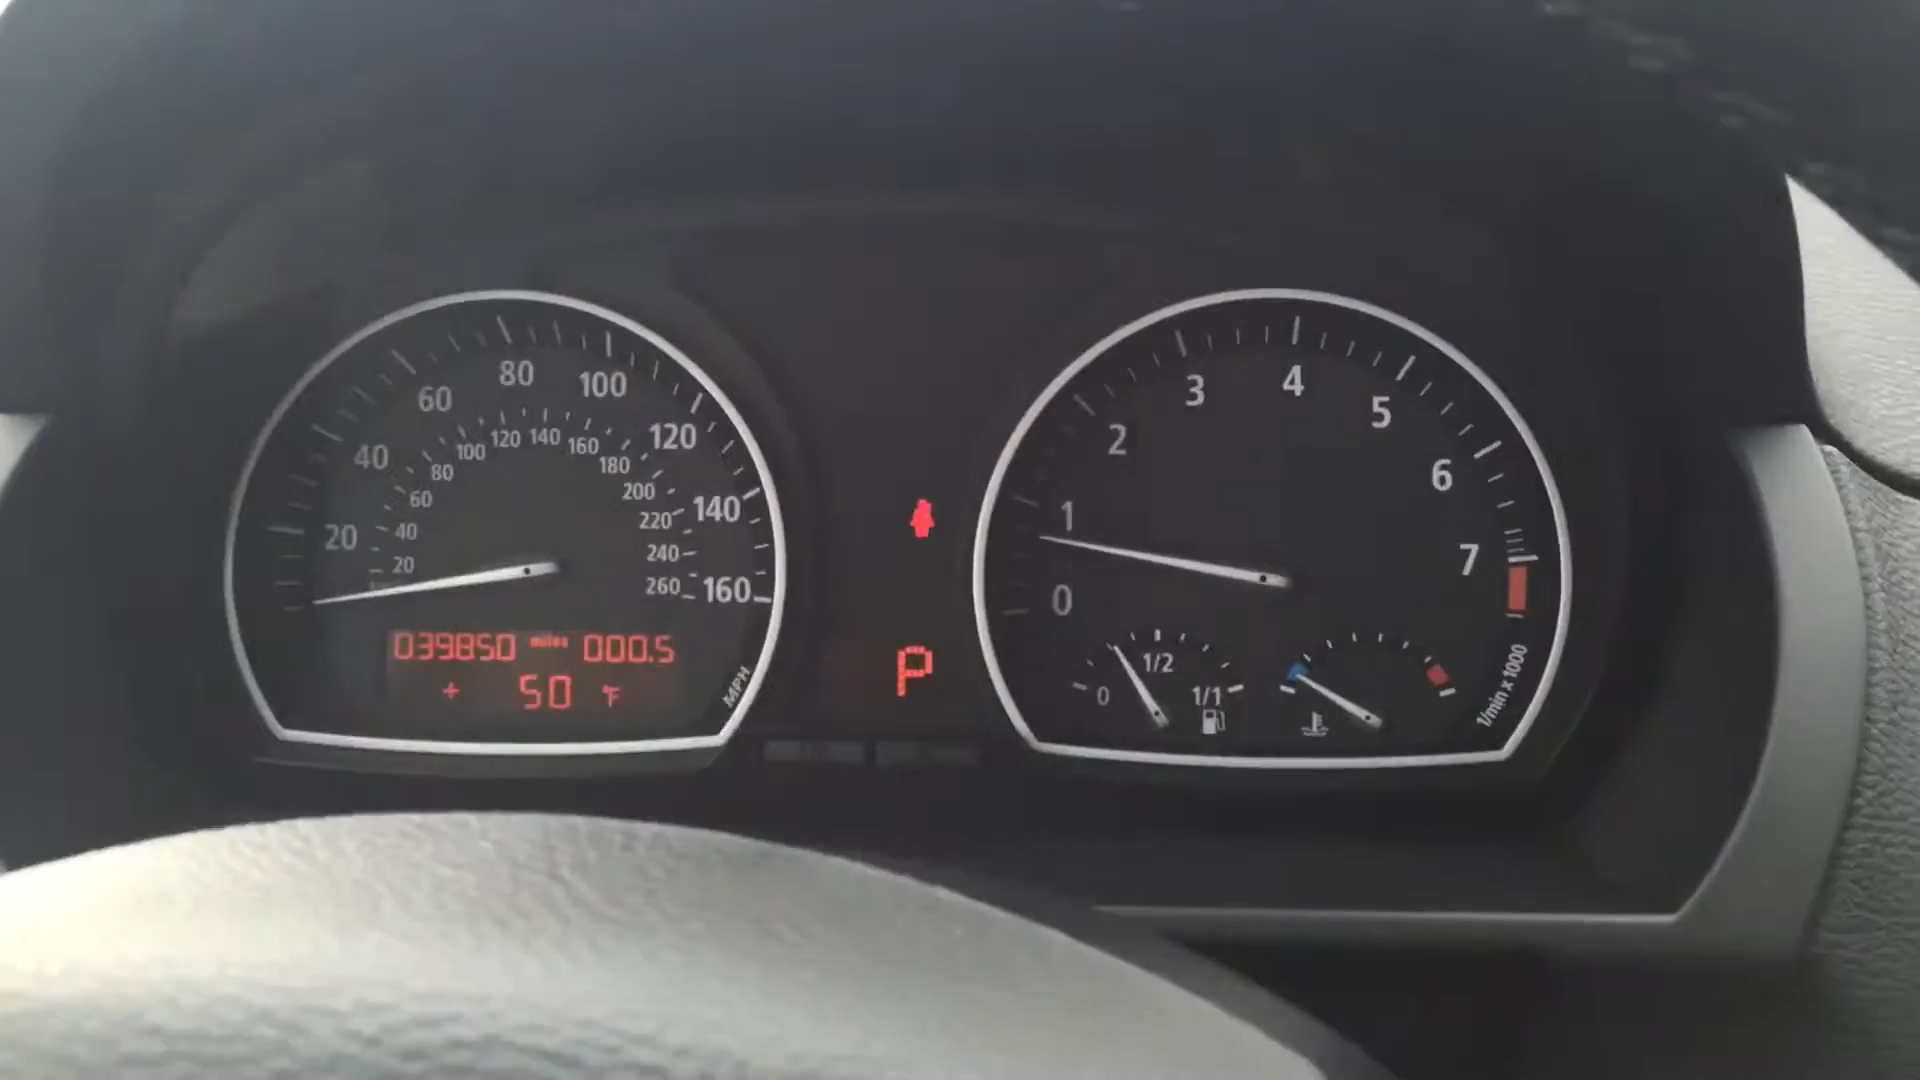 20 40 60 80 100 120 140 160
20 40 60 80 100 120 140 160 180 200 220 240 260
MPH
039850 miles 000.5
+ 50 °F
P
0 1 2 3 4 5 6 7
1/min x 1000
0 1/2 1/1